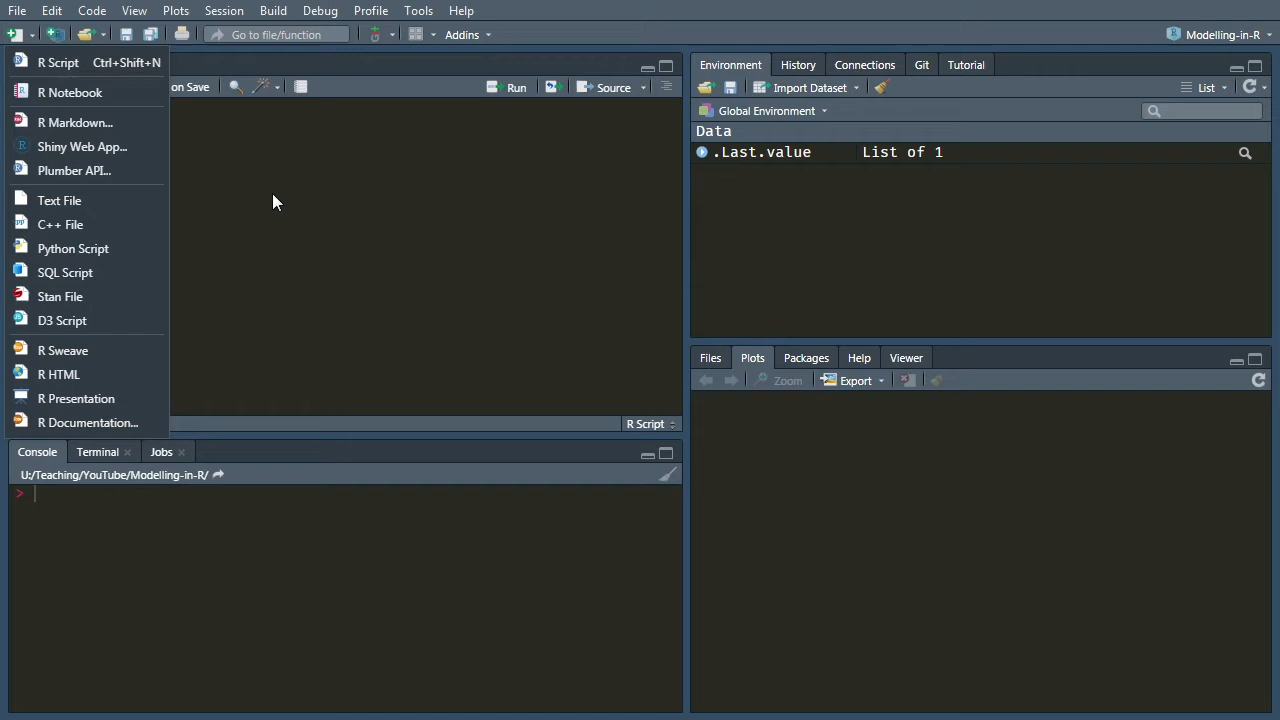 File Edit Code View Plots Session Build Debug Profile Tools Help
Go to file/function Addins Modelling-in-R
R Script Ctrl+Shift+N
R Notebook
R Markdown...
Shiny Web App...
Plumber API...
Text File
C++ File
Python Script
SQL Script
Stan File
D3 Script
R Sweave
R HTML
R Presentation
R Documentation...
on Save Run Source
R Script
Environment History Connections Git Tutorial
Import Dataset List
Global Environment
Data
.Last.value List of 1
Files Plots Packages Help Viewer
Zoom Export
Console Terminal Jobs
U:/Teaching/YouTube/Modelling-in-R/
>